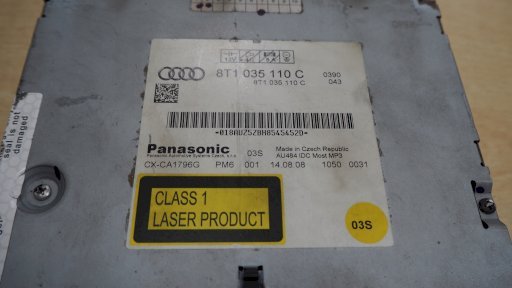 12V
5A
8T1 035 110 C 0390
8T1 035 110 C 043
Panasonic 03S Made in Czech Republic
Panasonic Automotive Systems Czech, s.r.o. AU484 IDC Most MP3
CX-CA1796G PM6 001 14.08.08 1050 0031
CLASS 1
LASER PRODUCT
03S
seal is not
damaged